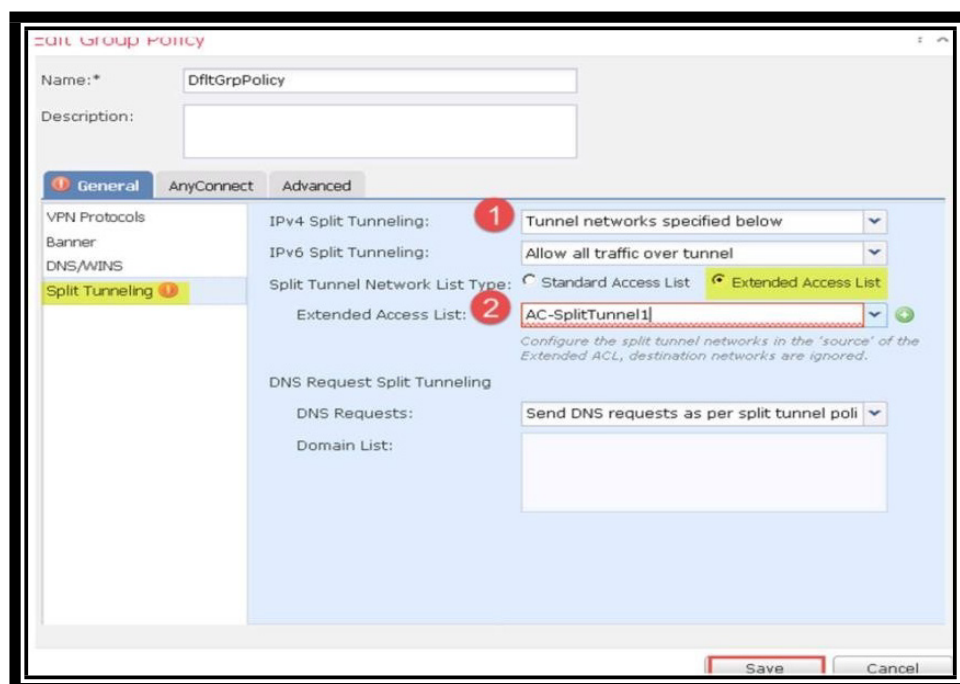 Edit Group Policy
Name:* DfltGrpPolicy
Description:
General AnyConnect Advanced
VPN Protocols
Banner
DNS/WINS
Split Tunneling
IPv4 Split Tunneling: 1 Tunnel networks specified below
IPv6 Split Tunneling: Allow all traffic over tunnel
Split Tunnel Network List Type: Standard Access List Extended Access List
Extended Access List: 2 AC-SplitTunnel1
Configure the split tunnel networks in the 'source' of the
Extended ACL, destination networks are ignored.
DNS Request Split Tunneling
DNS Requests: Send DNS requests as per split tunnel poli
Domain List:
Save Cancel